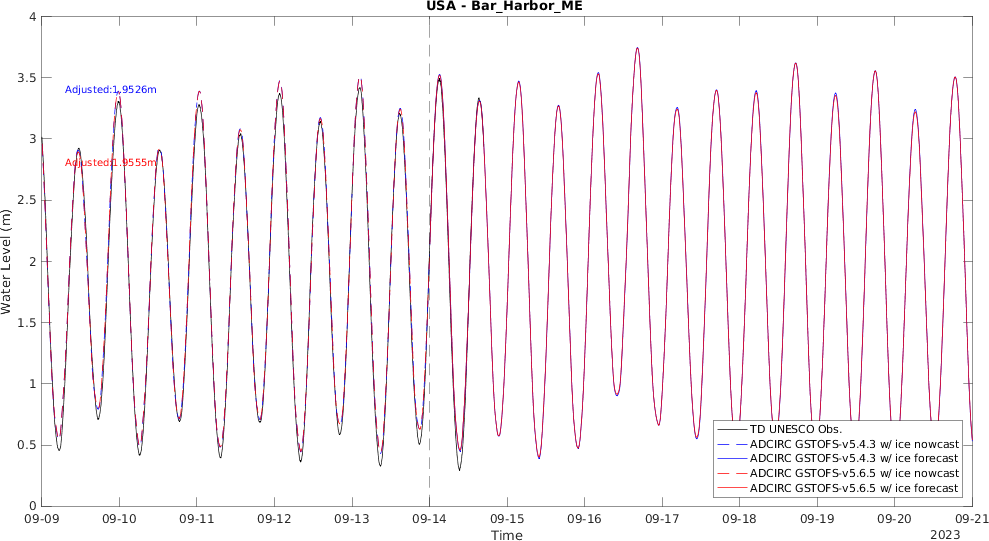 USA - Bar_Harbor_ME
4
3.5
3
2.5
2
1.5
1
0.5
0
Water Level (m)
Adjusted:1.9526m
Adjusted:1.9555m
TD UNESCO Obs.
ADCIRC GSTOFS-v5.4.3 w/ ice nowcast
ADCIRC GSTOFS-v5.4.3 w/ ice forecast
ADCIRC GSTOFS-v5.6.5 w/ ice nowcast
ADCIRC GSTOFS-v5.6.5 w/ ice forecast
09-09 09-10 09-11 09-12 09-13 09-14 09-15 09-16 09-17 09-18 09-19 09-20 09-21
Time
2023